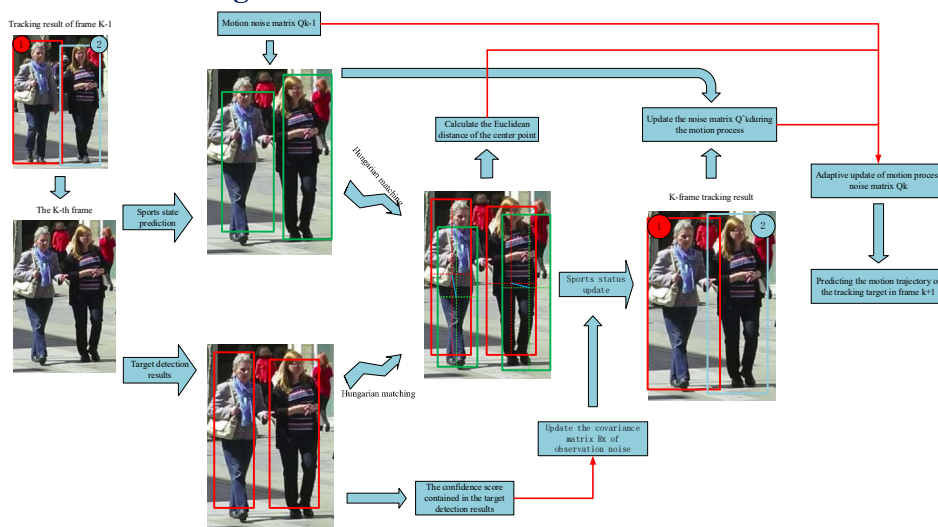 Tracking result of frame K-1
1
2
Motion noise matrix Qk-1
Calculate the Euclidean
distance of the center point
Update the noise matrix Q^kduring
the motion process
Hungarian matching
Adaptive update of motion process
noise matrix Qk
The K-th frame
Sports state
prediction
K-frame tracking result
1
2
Sports status
update
Predicting the motion trajectory of
the tracking target in frame k+1
Target detection
results
Hungarian matching
Update the covariance
matrix Rk of
observation noise
The confidence score
contained in the target
detection results